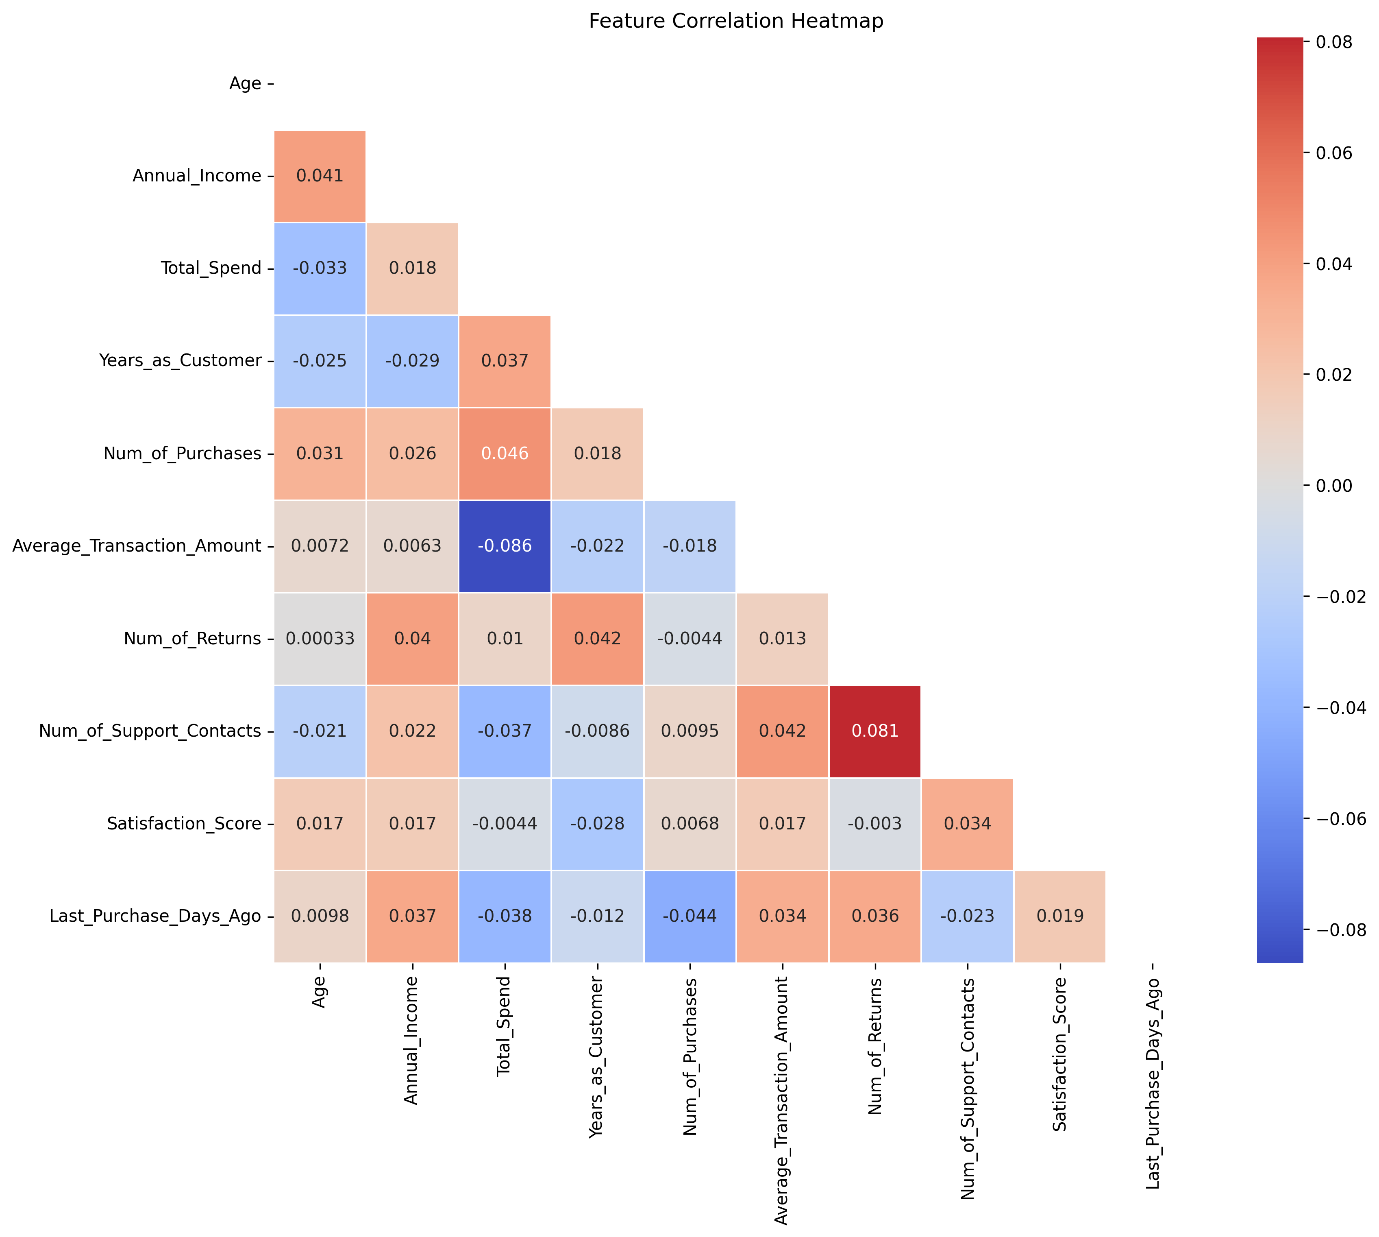 Feature Correlation Heatmap
Age
Annual_Income 0.041
Total_Spend -0.033 0.018
Years_as_Customer -0.025 -0.029 0.037
Num_of_Purchases 0.031 0.026 0.046 0.018
Average_Transaction_Amount 0.0072 0.0063 -0.086 -0.022 -0.018
Num_of_Returns 0.00033 0.04 0.01 0.042 -0.0044 0.013
Num_of_Support_Contacts -0.021 0.022 -0.037 -0.0086 0.0095 0.042 0.081
Satisfaction_Score 0.017 0.017 -0.0044 -0.028 0.0068 0.017 -0.003 0.034
Last_Purchase_Days_Ago 0.0098 0.037 -0.038 -0.012 -0.044 0.034 0.036 -0.023 0.019
Age
Annual_Income
Total_Spend
Years_as_Customer
Num_of_Purchases
Average_Transaction_Amount
Num_of_Returns
Num_of_Support_Contacts
Satisfaction_Score
Last_Purchase_Days_Ago
0.08
0.06
0.04
0.02
0.00
−0.02
−0.04
−0.06
−0.08